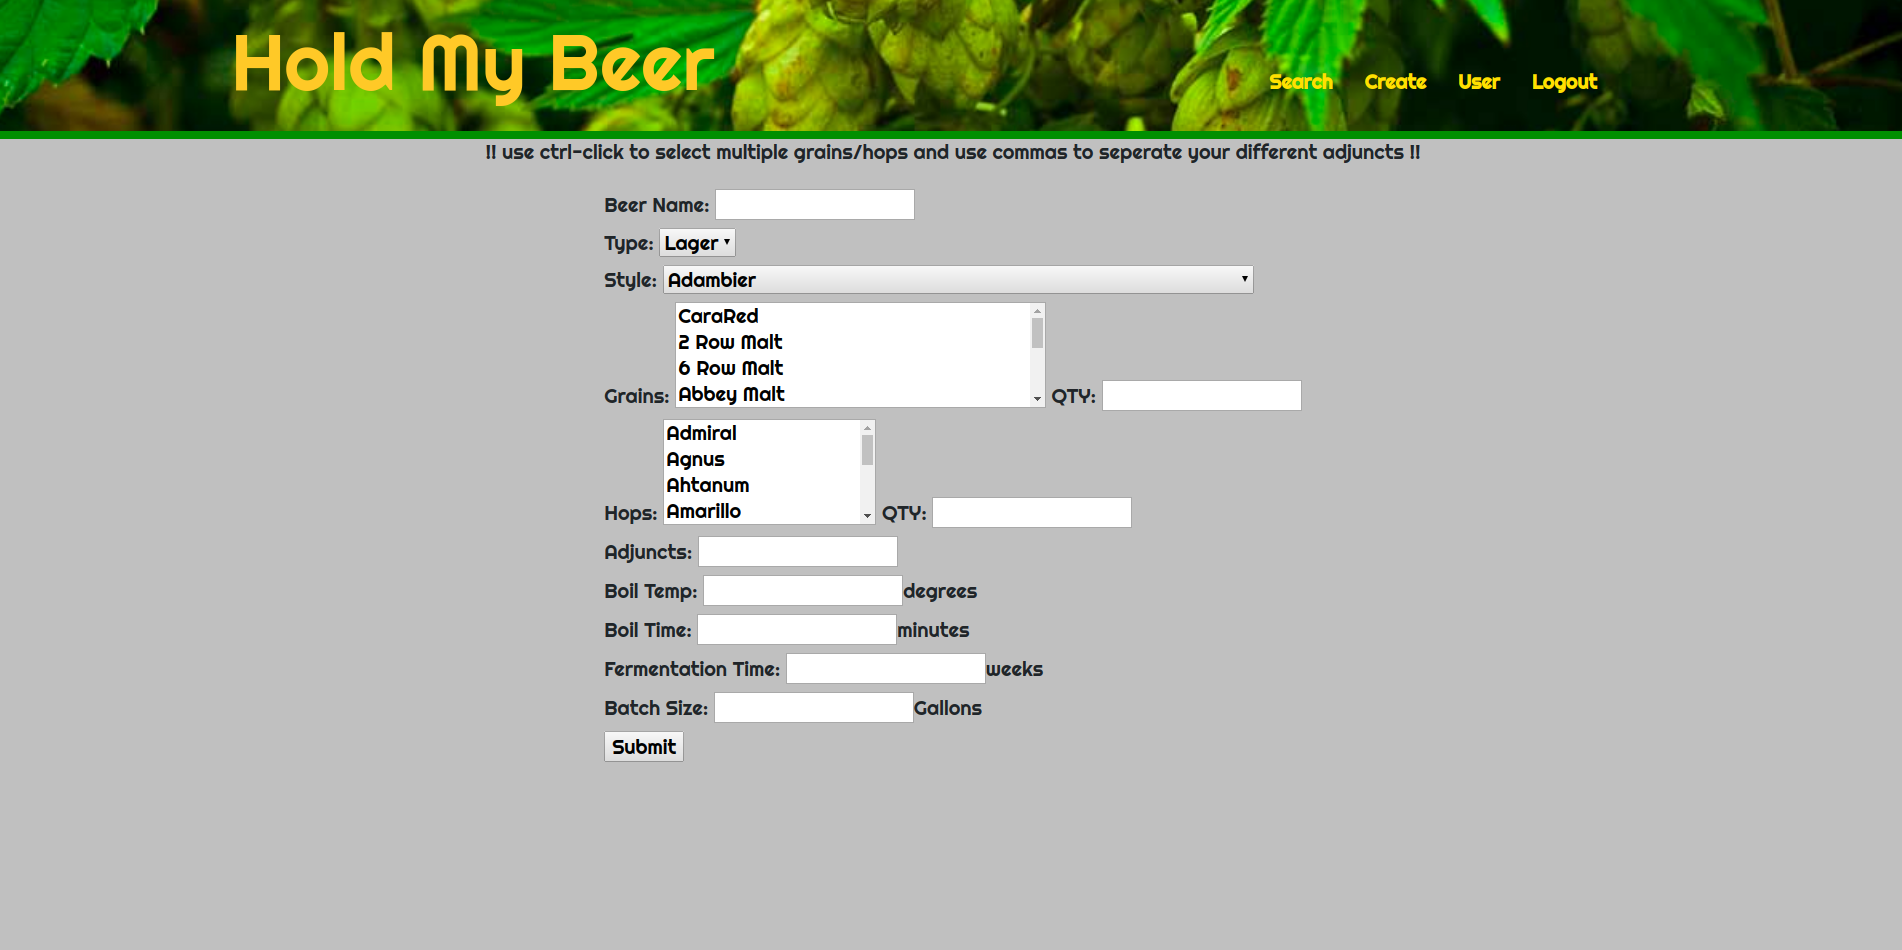 Hold My Beer
Search Create User Logout
!! use ctrl-click to select multiple grains/hops and use commas to seperate your different adjuncts !!
Beer Name:
Type: Lager
Style: Adambier
CaraRed
2 Row Malt
6 Row Malt
Grains: Abbey Malt QTY:
Admiral
Agnus
Ahtanum
Hops: Amarillo QTY:
Adjuncts:
Boil Temp: degrees
Boil Time: minutes
Fermentation Time: weeks
Batch Size: Gallons
Submit